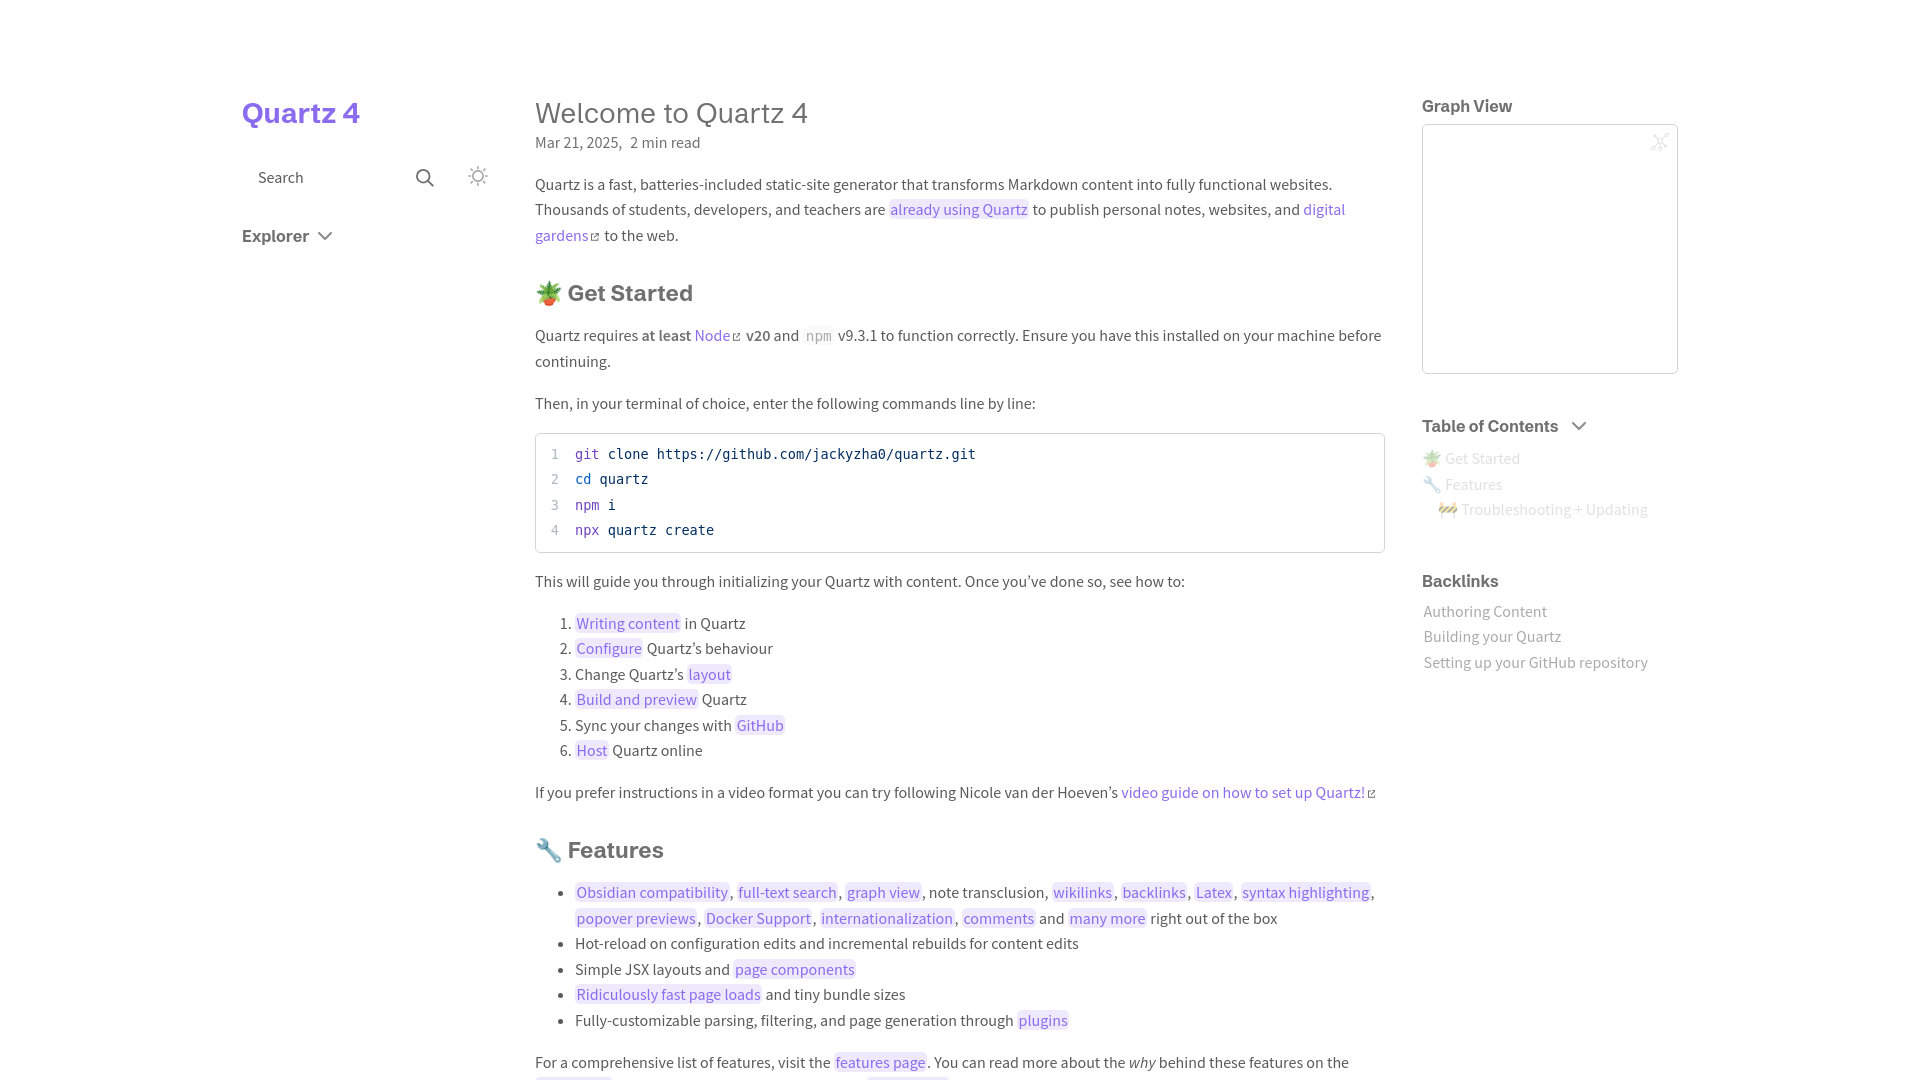 Quartz 4
Search
Explorer
Welcome to Quartz 4
Mar 21, 2025, 2 min read
Quartz is a fast, batteries-included static-site generator that transforms Markdown content into fully functional websites.
Thousands of students, developers, and teachers are already using Quartz to publish personal notes, websites, and digital
gardens to the web.
🪴 Get Started
Quartz requires at least Node v20 and npm v9.3.1 to function correctly. Ensure you have this installed on your machine before
continuing.
Then, in your terminal of choice, enter the following commands line by line:
1 git clone https://github.com/jackyzha0/quartz.git
2 cd quartz
3 npm i
4 npx quartz create
This will guide you through initializing your Quartz with content. Once you’ve done so, see how to:
1. Writing content in Quartz
2. Configure Quartz’s behaviour
3. Change Quartz’s layout
4. Build and preview Quartz
5. Sync your changes with GitHub
6. Host Quartz online
If you prefer instructions in a video format you can try following Nicole van der Hoeven’s video guide on how to set up Quartz!
🔧 Features
• Obsidian compatibility, full-text search, graph view, note transclusion, wikilinks, backlinks, Latex, syntax highlighting,
popover previews, Docker Support, internationalization, comments and many more right out of the box
• Hot-reload on configuration edits and incremental rebuilds for content edits
• Simple JSX layouts and page components
• Ridiculously fast page loads and tiny bundle sizes
• Fully-customizable parsing, filtering, and page generation through plugins
For a comprehensive list of features, visit the features page. You can read more about the why behind these features on the
Graph View
Table of Contents
🪴 Get Started
🔧 Features
🚧 Troubleshooting + Updating
Backlinks
Authoring Content
Building your Quartz
Setting up your GitHub repository